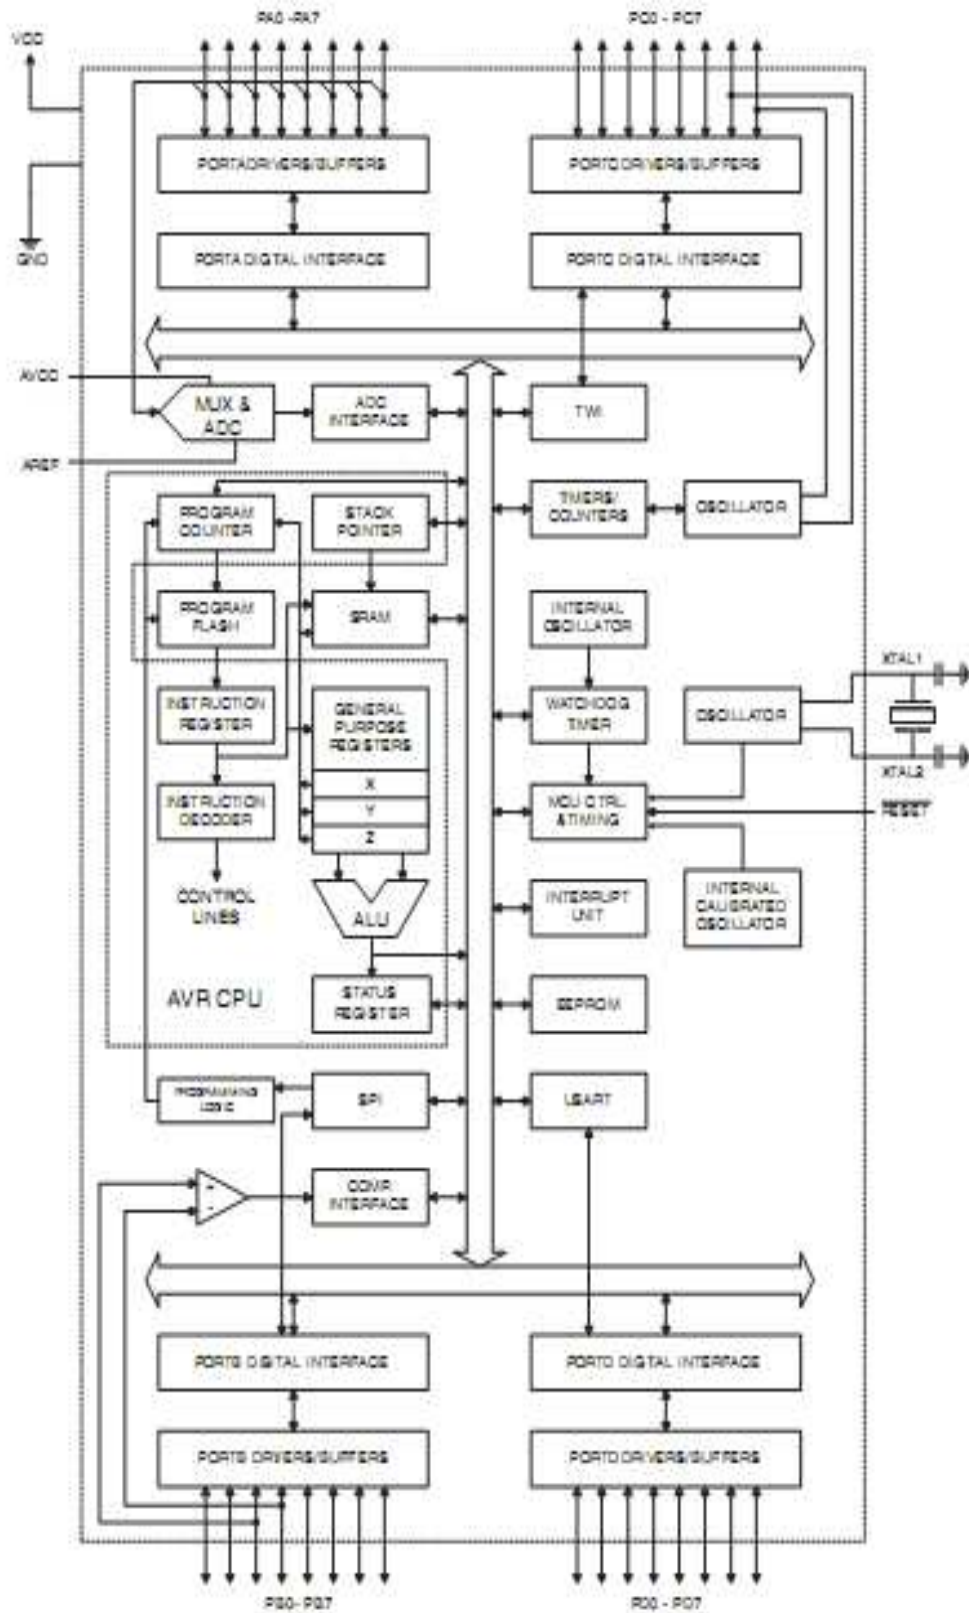 PA0 - PA7
PC0 - PC7
VCC
PORTA DRIVERS/BUFFERS
PORTC DRIVERS/BUFFERS
GND
PORTA DIGITAL INTERFACE
PORTC DIGITAL INTERFACE
AVCC
MUX &
ADC
ADC
INTERFACE
TWI
AREF
PROGRAM
COUNTER
STACK
POINTER
TIMERS/
COUNTERS
OSCILLATOR
PROGRAM
FLASH
SRAM
INTERNAL
OSCILLATOR
XTAL1
INSTRUCTION
REGISTER
GENERAL
PURPOSE
REGISTERS
WATCHDOG
TIMER
OSCILLATOR
XTAL2
X
INSTRUCTION
DECODER
Y
MCU CTRL.
& TIMING
RESET
Z
CONTROL
LINES
ALU
INTERRUPT
UNIT
INTERNAL
CALIBRATED
OSCILLATOR
AVR CPU
STATUS
REGISTER
EEPROM
PROGRAMMING
LOGIC
SPI
USART
+
-
COMP.
INTERFACE
PORTB DIGITAL INTERFACE
PORTD DIGITAL INTERFACE
PORTB DRIVERS/BUFFERS
PORTD DRIVERS/BUFFERS
PB0 - PB7
PD0 - PD7